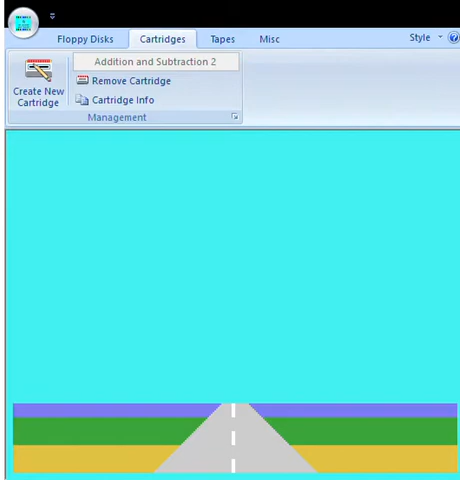 Floppy Disks Cartridges Tapes Misc Style
Addition and Subtraction 2
Remove Cartridge
Create New Cartridge
Cartridge Info
Management